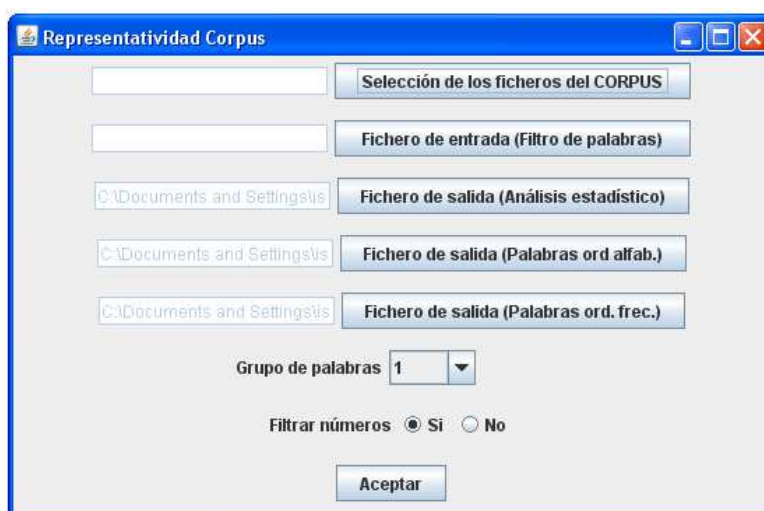 Representatividad Corpus
Selección de los ficheros del CORPUS
Fichero de entrada (Filtro de palabras)
C:\Documents and Settings\is Fichero de salida (Análisis estadístico)
C:\Documents and Settings\is Fichero de salida (Palabras ord alfab.)
C:\Documents and Settings\is Fichero de salida (Palabras ord. frec.)
Grupo de palabras 1
Filtrar números Si No
Aceptar